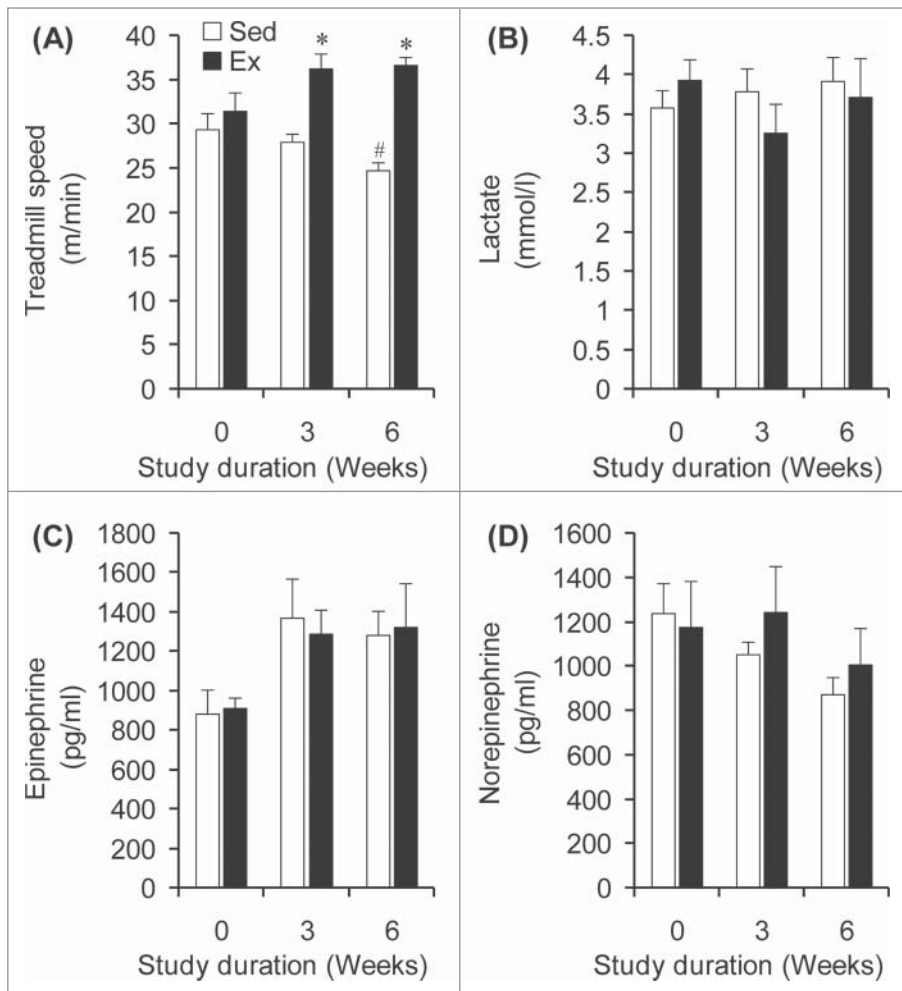 (A)
Sed
Ex
*
*
#
Treadmill speed
(m/min)
40
35
30
25
20
15
10
5
0
0 3 6
Study duration (Weeks)
(B)
Lactate
(mmol/l)
4.5
4
3.5
3
2.5
2
1.5
1
0.5
0
0 3 6
Study duration (Weeks)
(C)
Epinephrine
(pg/ml)
1800
1600
1400
1200
1000
800
600
400
200
0
0 3 6
Study duration (Weeks)
(D)
Norepinephrine
(pg/ml)
1600
1400
1200
1000
800
600
400
200
0
0 3 6
Study duration (Weeks)